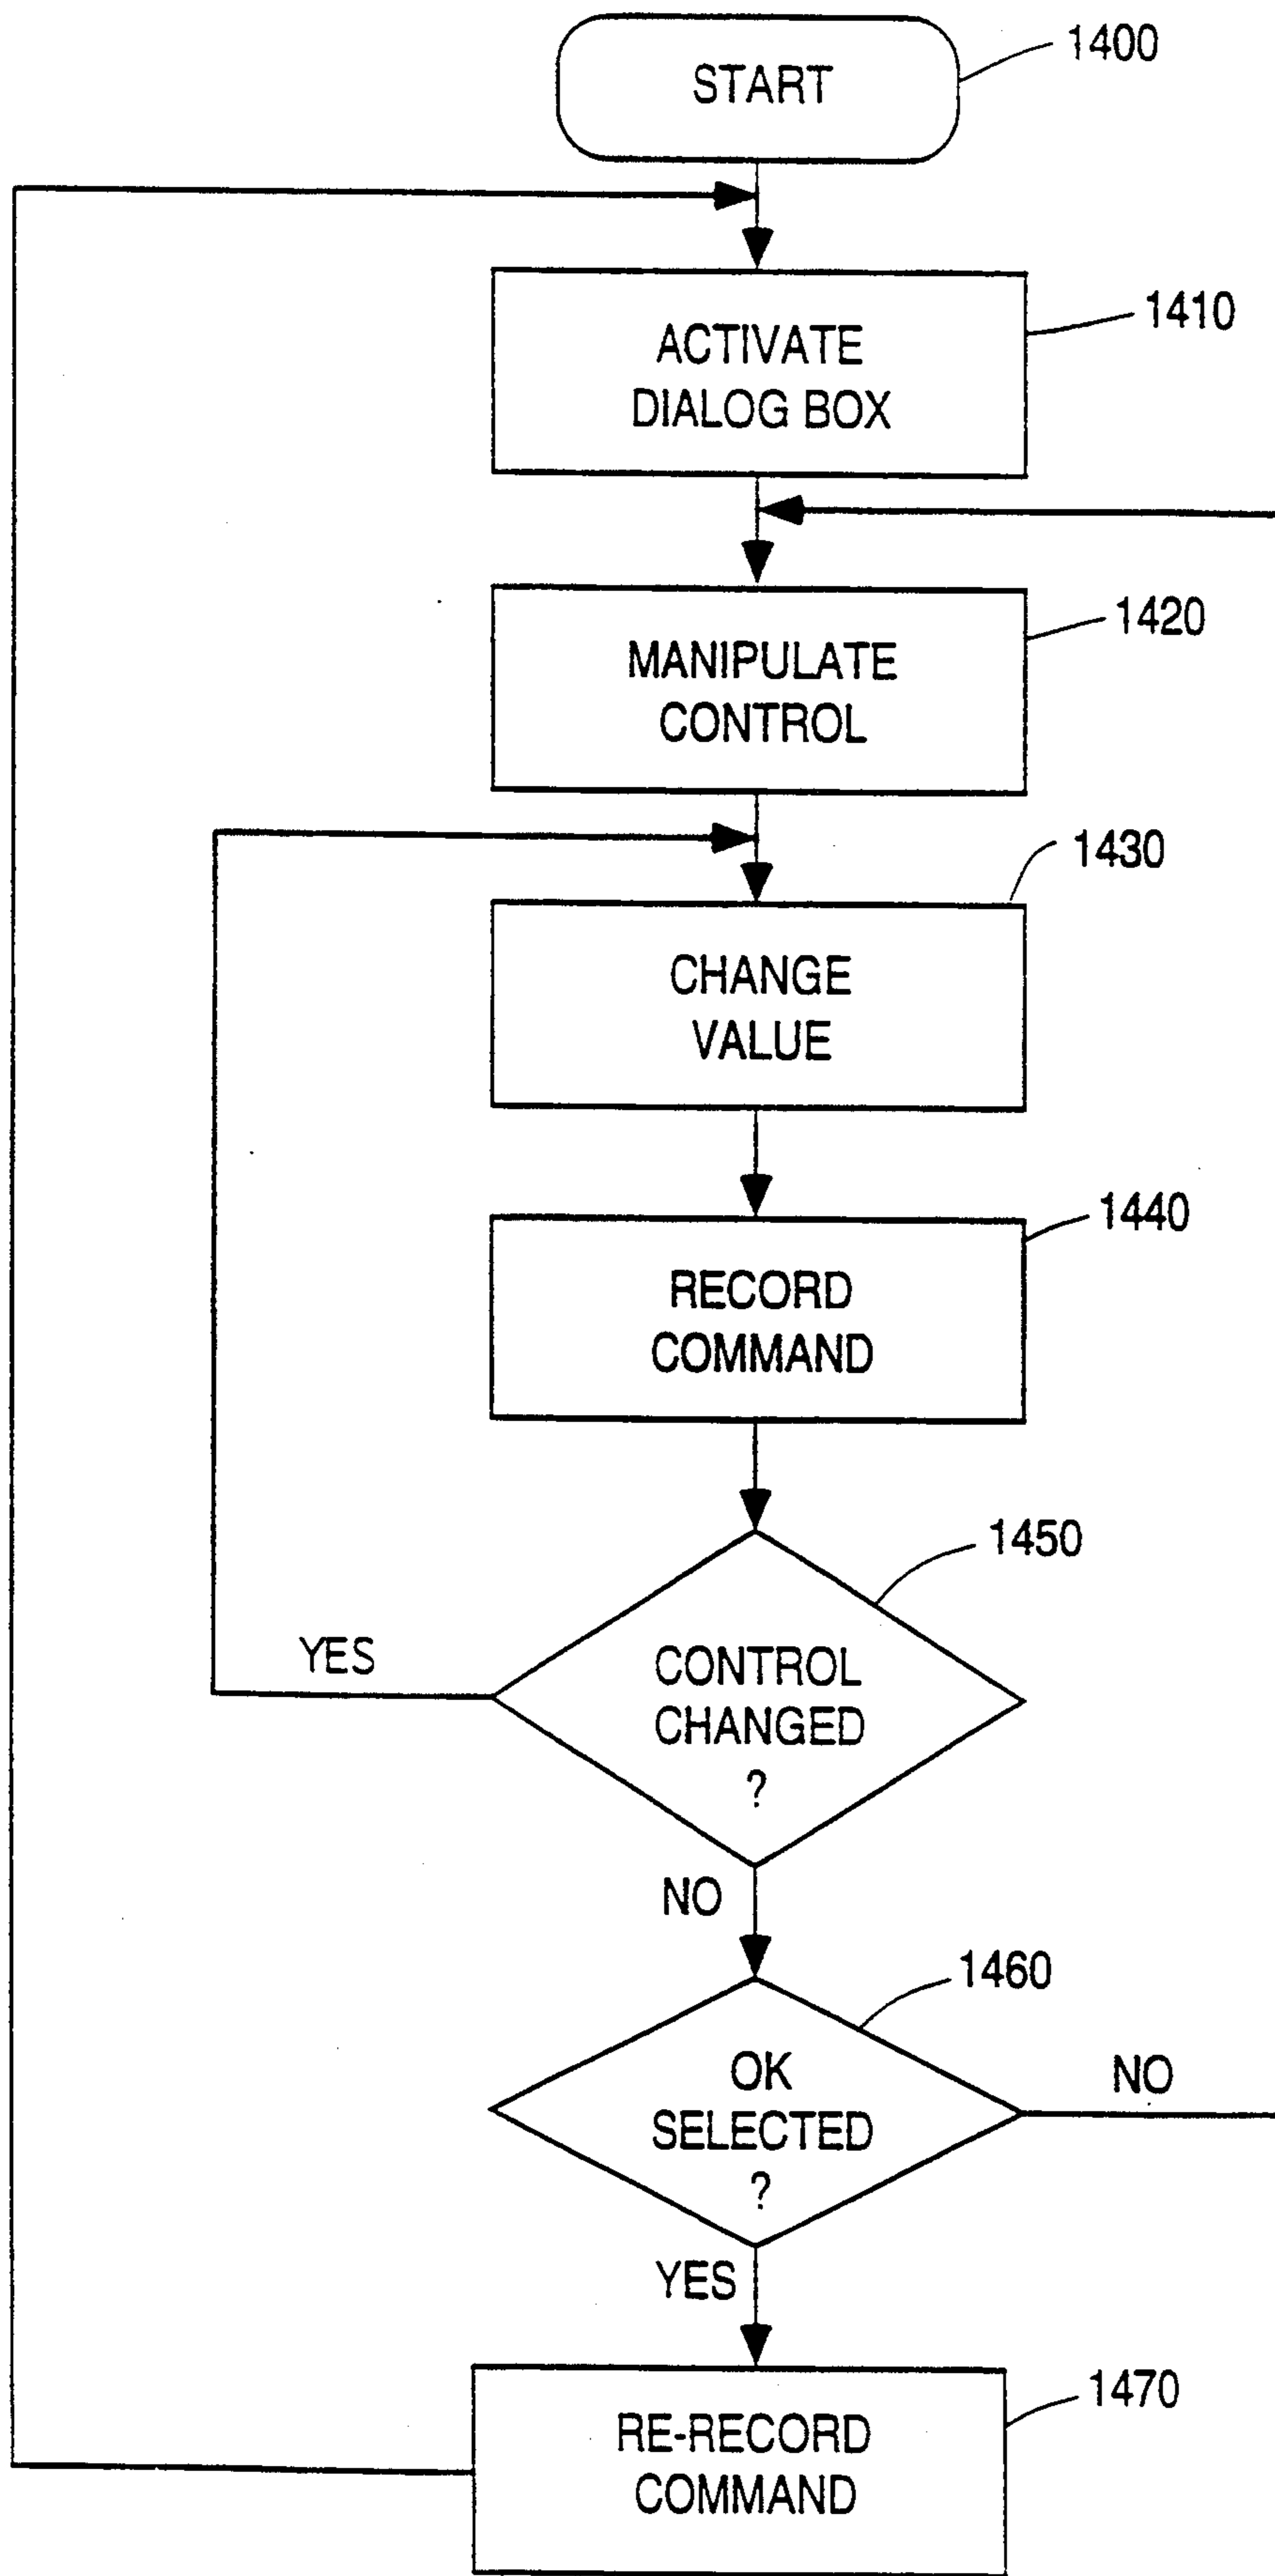 START
1400
ACTIVATE
DIALOG BOX
1410
MANIPULATE
CONTROL
1420
CHANGE
VALUE
1430
RECORD
COMMAND
1440
CONTROL
CHANGED
?
1450
YES
NO
OK
SELECTED
?
1460
NO
YES
RE-RECORD
COMMAND
1470